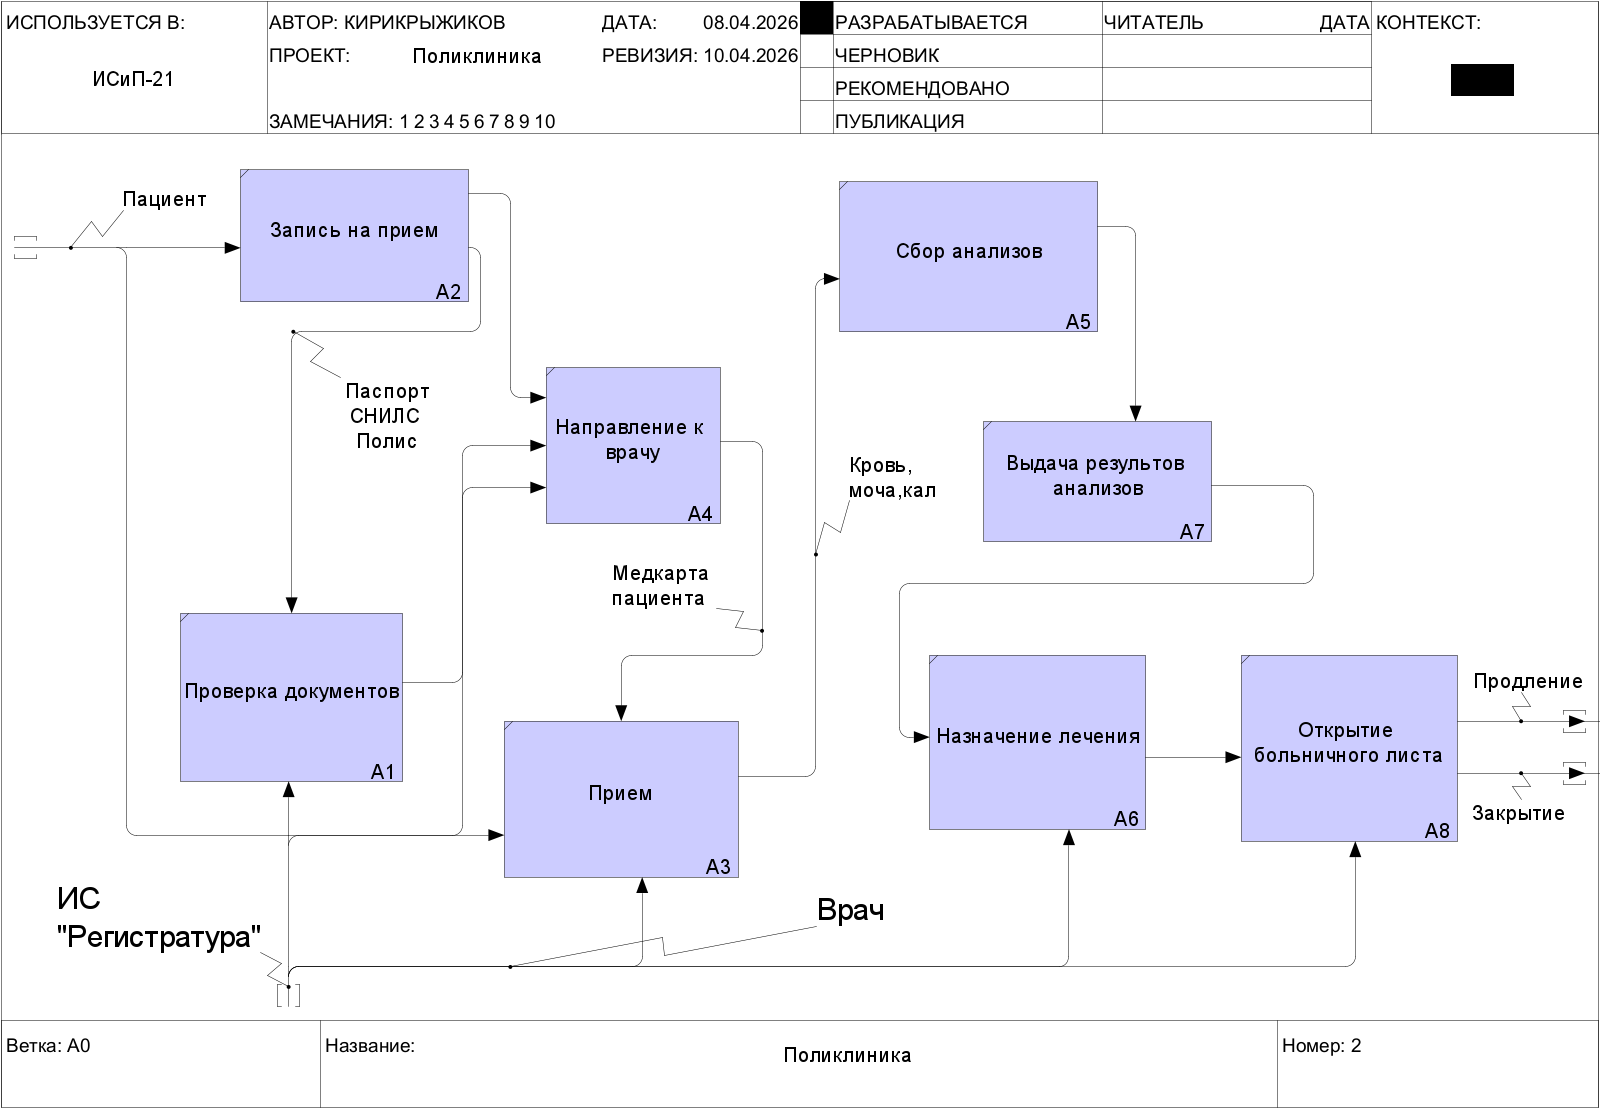 ИСПОЛЬЗУЕТСЯ В:
ИСиП-21
АВТОР: КИРИКРЫЖИКОВ
ДАТА: 08.04.2026
ПРОЕКТ: Поликлиника
РЕВИЗИЯ: 10.04.2026
ЗАМЕЧАНИЯ: 1 2 3 4 5 6 7 8 9 10
РАЗРАБАТЫВАЕТСЯ
ЧЕРНОВИК
РЕКОМЕНДОВАНО
ПУБЛИКАЦИЯ
ЧИТАТЕЛЬ
ДАТА
КОНТЕКСТ:
Пациент
Запись на прием
A2
Паспорт
СНИЛС
Полис
Направление к
врачу
A4
Сбор анализов
A5
Кровь,
моча,кал
Выдача результов
анализов
A7
Медкарта
пациента
Проверка документов
A1
Прием
A3
Назначение лечения
A6
Открытие
больничного листа
A8
Продление
Закрытие
ИС
"Регистратура"
Врач
Ветка: A0
Название:
Поликлиника
Номер: 2